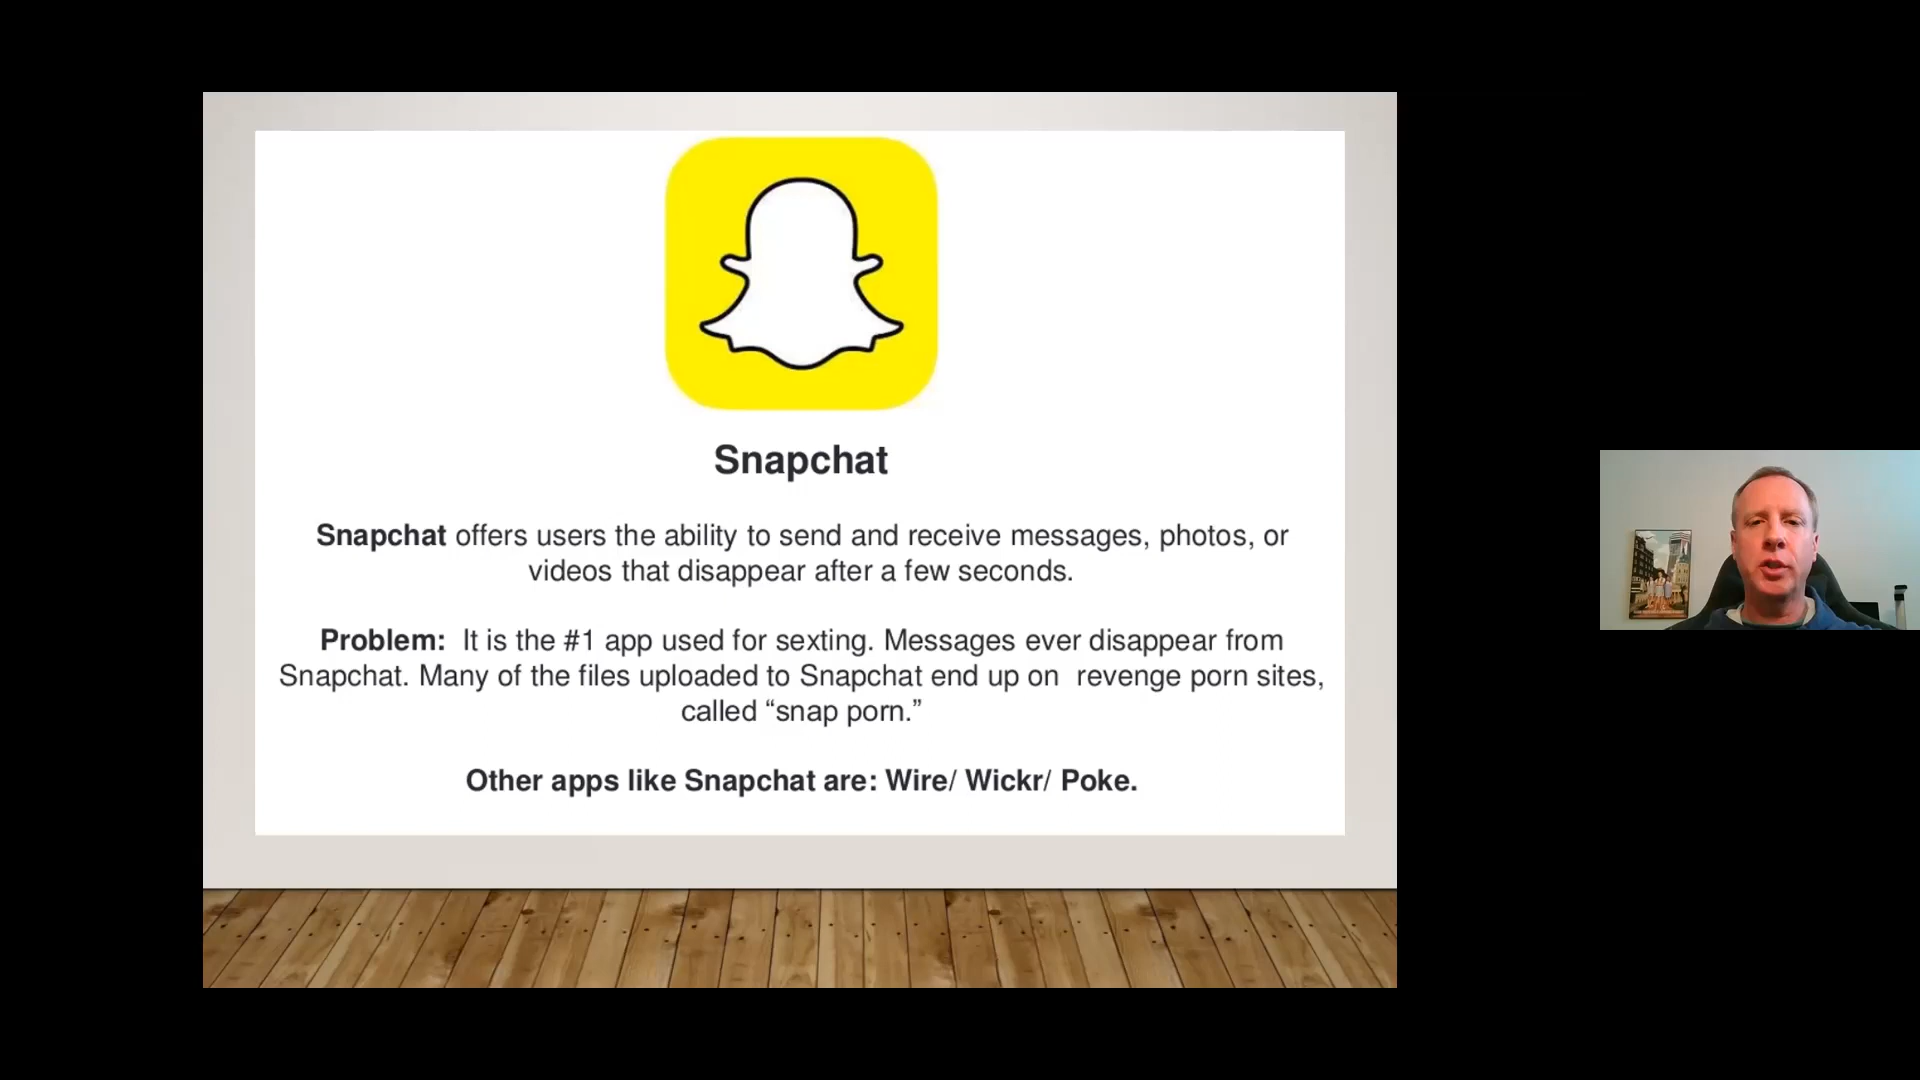 Snapchat
Snapchat offers users the ability to send and receive messages, photos, or
videos that disappear after a few seconds.
Problem:  It is the #1 app used for sexting. Messages ever disappear from
Snapchat. Many of the files uploaded to Snapchat end up on  revenge porn sites,
called “snap porn.”
Other apps like Snapchat are: Wire/ Wickr/ Poke.